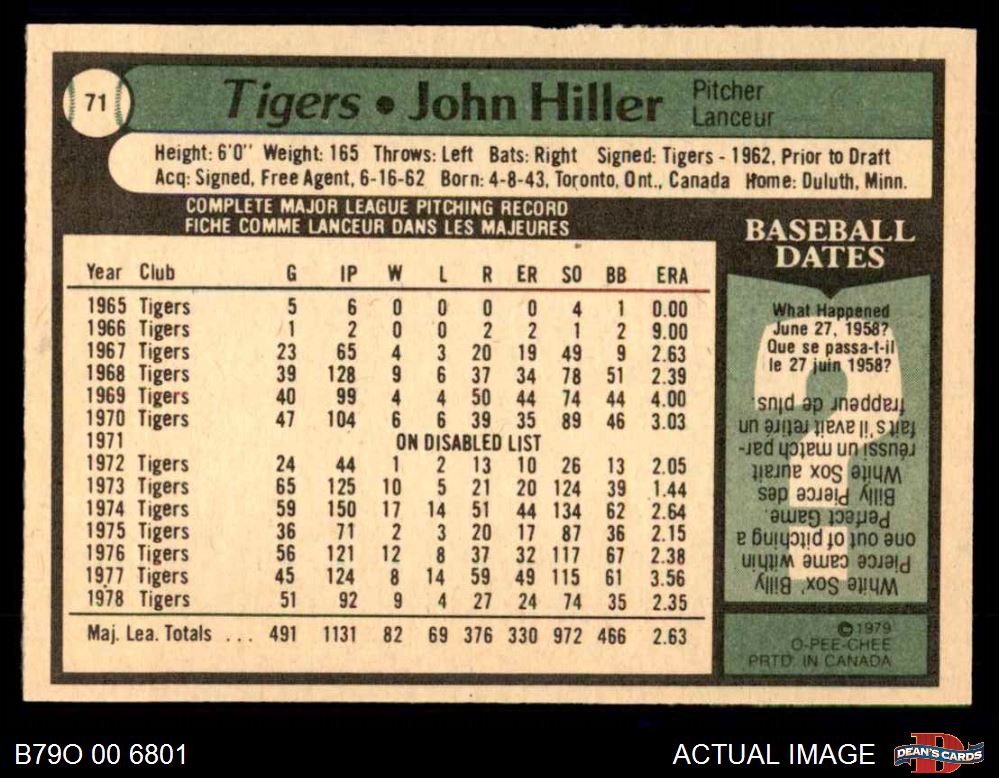 71
Tigers • John Hiller
Pitcher
Lanceur
Height: 6'0" Weight: 165 Throws: Left Bats: Right Signed: Tigers - 1962, Prior to Draft
Acq: Signed, Free Agent, 6-16-62 Born: 4-8-43, Toronto, Ont., Canada Home: Duluth, Minn.
COMPLETE MAJOR LEAGUE PITCHING RECORD
FICHE COMME LANCEUR DANS LES MAJEURES
Year Club G IP W L R ER SO BB ERA
1965 Tigers 5 6 0 0 0 0 4 1 0.00
1966 Tigers 1 2 0 0 2 2 1 2 9.00
1967 Tigers 23 65 4 3 20 19 49 9 2.63
1968 Tigers 39 128 9 6 37 34 78 51 2.39
1969 Tigers 40 99 4 4 50 44 74 44 4.00
1970 Tigers 47 104 6 6 39 35 89 46 3.03
1971 ON DISABLED LIST
1972 Tigers 24 44 1 2 13 10 26 13 2.05
1973 Tigers 65 125 10 5 21 20 124 39 1.44
1974 Tigers 59 150 17 14 51 44 134 62 2.64
1975 Tigers 36 71 2 3 20 17 87 36 2.15
1976 Tigers 56 121 12 8 37 32 117 67 2.38
1977 Tigers 45 124 8 14 59 49 115 61 3.56
1978 Tigers 51 92 9 4 27 24 74 35 2.35
Maj. Lea. Totals ... 491 1131 82 69 376 330 972 466 2.63
BASEBALL
DATES
What Happened
June 27, 1958?
Que se passa-t-il
le 27 juin 1958?
White Sox' Billy
Pierce came within
one out of pitching a
Perfect Game.
Billy Pierce des
White Sox aurait
réussi un match par-
fait s'il avait retiré un
frappeur de plus.
©1979
O-PEE-CHEE
PRTD. IN CANADA
B79O 00 6801
ACTUAL IMAGE
DEAN'S CARDS